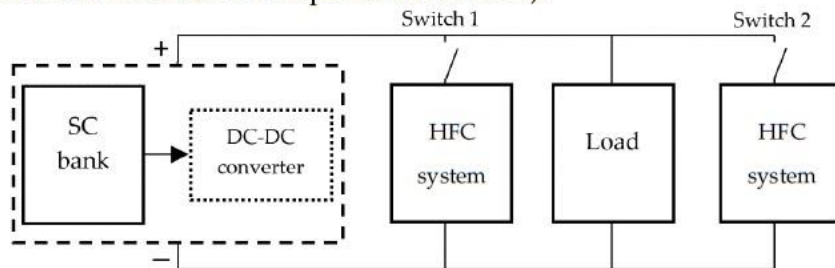 Switch 1
Switch 2
+
SC
bank
DC-DC
converter
HFC
system
Load
HFC
system
−